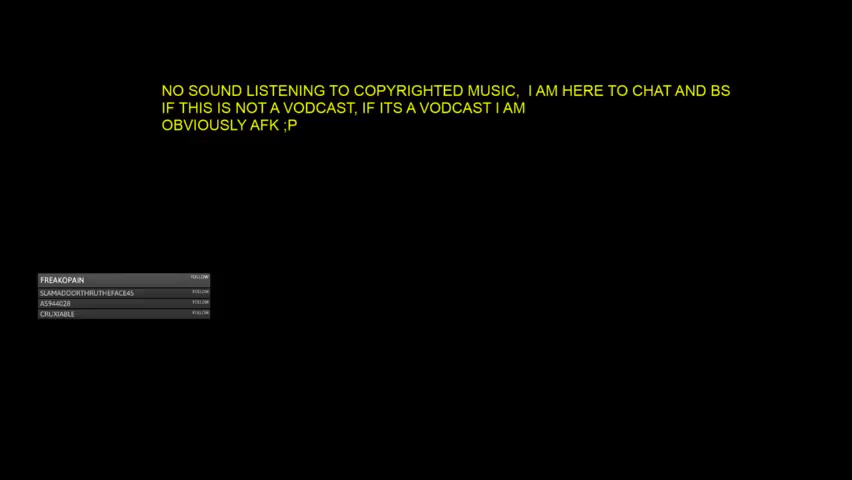 NO SOUND LISTENING TO COPYRIGHTED MUSIC, I AM HERE TO CHAT AND BS
IF THIS IS NOT A VODCAST, IF ITS A VODCAST I AM
OBVIOUSLY AFK ;P
FREAKOPAIN FOLLOW
SLAMADOORTHRUTHEFACE45 FOLLOW
A5944028 FOLLOW
CRUXIABLE FOLLOW